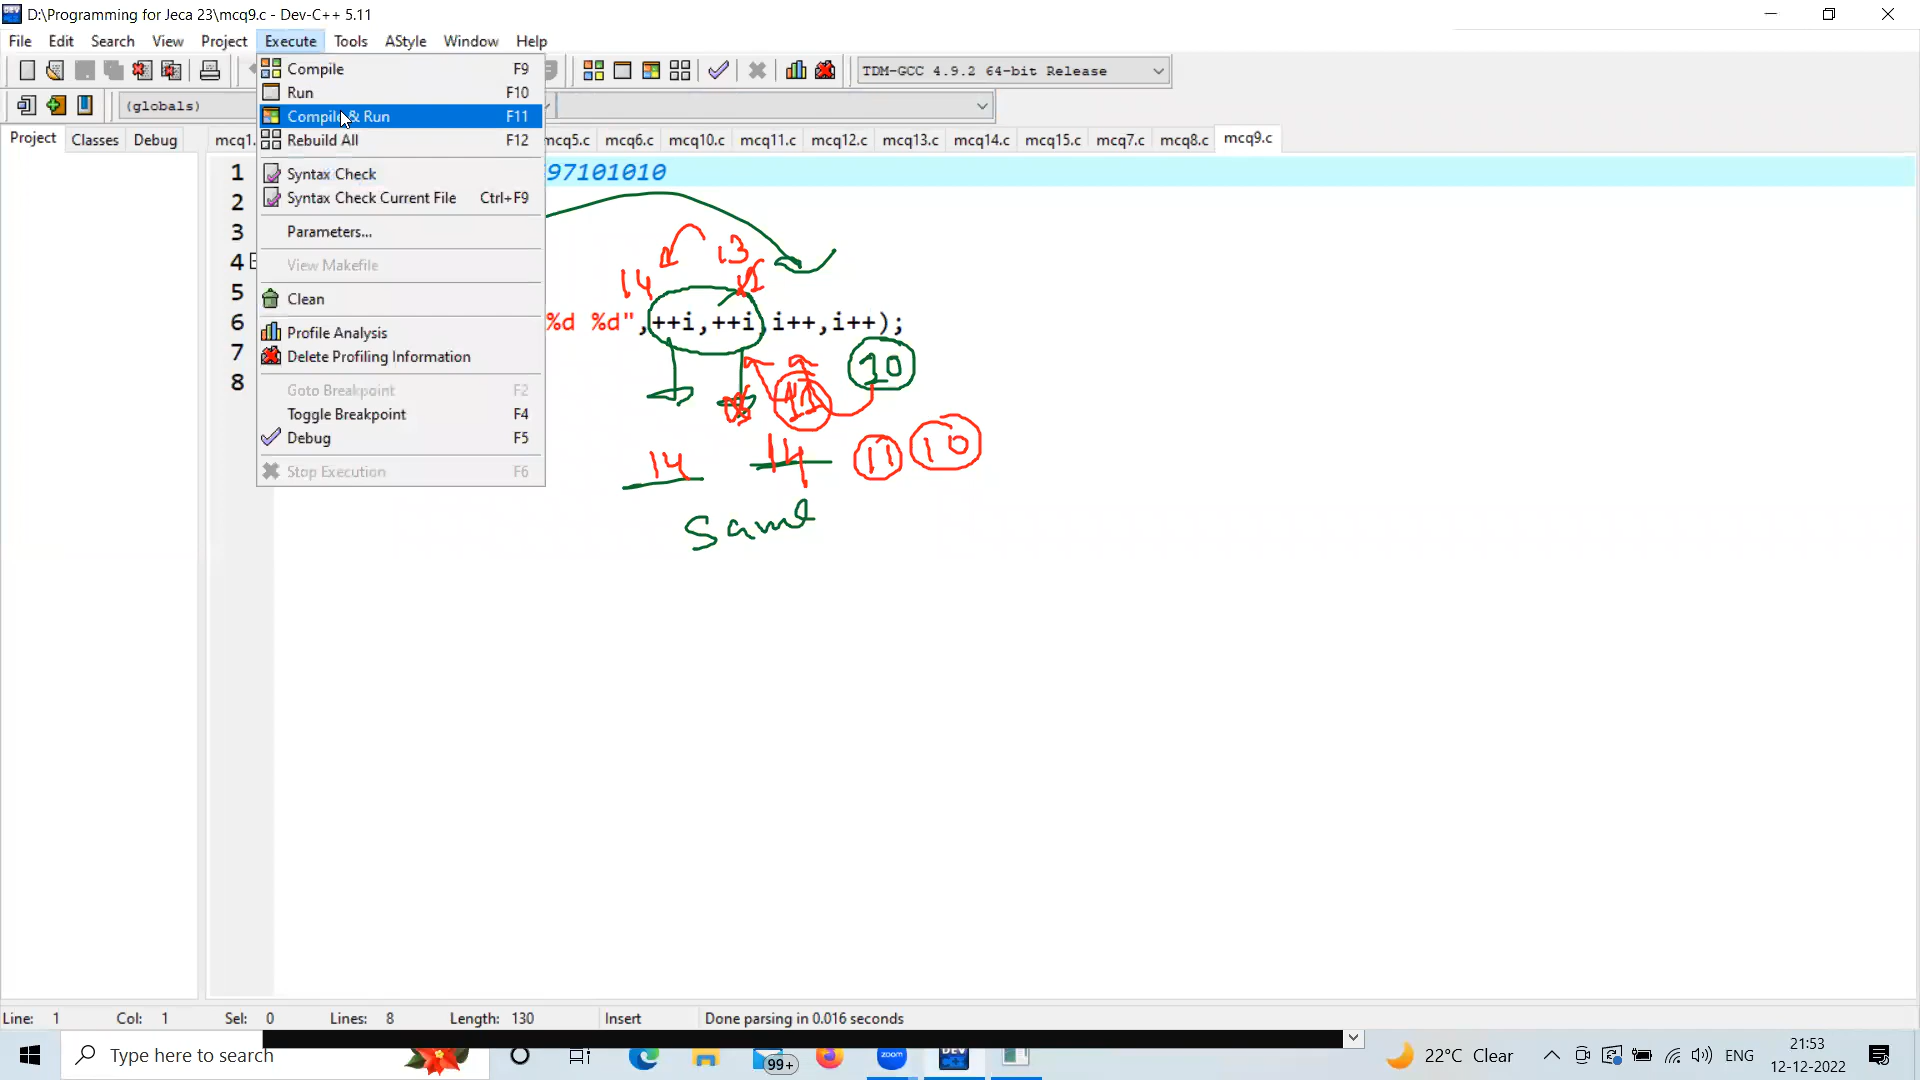 D:\Programming for Jeca 23\mcq9.c - Dev-C++ 5.11
File Edit Search View Project Execute Tools AStyle Window Help
TDM-GCC 4.9.2 64-bit Release
(globals)
Compile F9
Run F10
Compile & Run F11
Rebuild All F12
Syntax Check
Syntax Check Current File Ctrl+F9
Parameters...
View Makefile
Clean
Profile Analysis
Delete Profiling Information
Goto Breakpoint F2
Toggle Breakpoint F4
Debug F5
Stop Execution F6
Project Classes Debug mcq1. mcq5.c mcq6.c mcq10.c mcq11.c mcq12.c mcq13.c mcq14.c mcq15.c mcq7.c mcq8.c mcq9.c
1 97101010
2
3 13
4
5 14
6 %d %d",++i,++i,i++,i++);
7 11 10
8
14 14 11 10
Same
Line: 1 Col: 1 Sel: 0 Lines: 8 Length: 130 Insert Done parsing in 0.016 seconds
Type here to search 99+ zoom DEV 22°C Clear ENG 21:53
12-12-2022